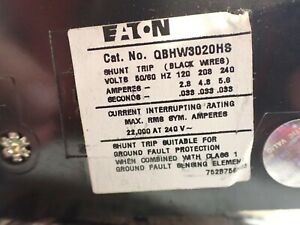 EATON
Cat. No. QBHW3020HS
SHUNT TRIP (BLACK WIRES)
VOLTS 50/60 HZ 120 208 240
AMPERES - 2.8 4.8 5.6
SECONDS - .033 .033 .033
CURRENT INTERRUPTING RATING
MAX. RMS SYM. AMPERES
22,000 AT 240 V~
SHUNT TRIP SUITABLE FOR
GROUND FAULT PROTECTION
WHEN COMBINED WITH CLASS 1
GROUND FAULT SENSING ELEMEN